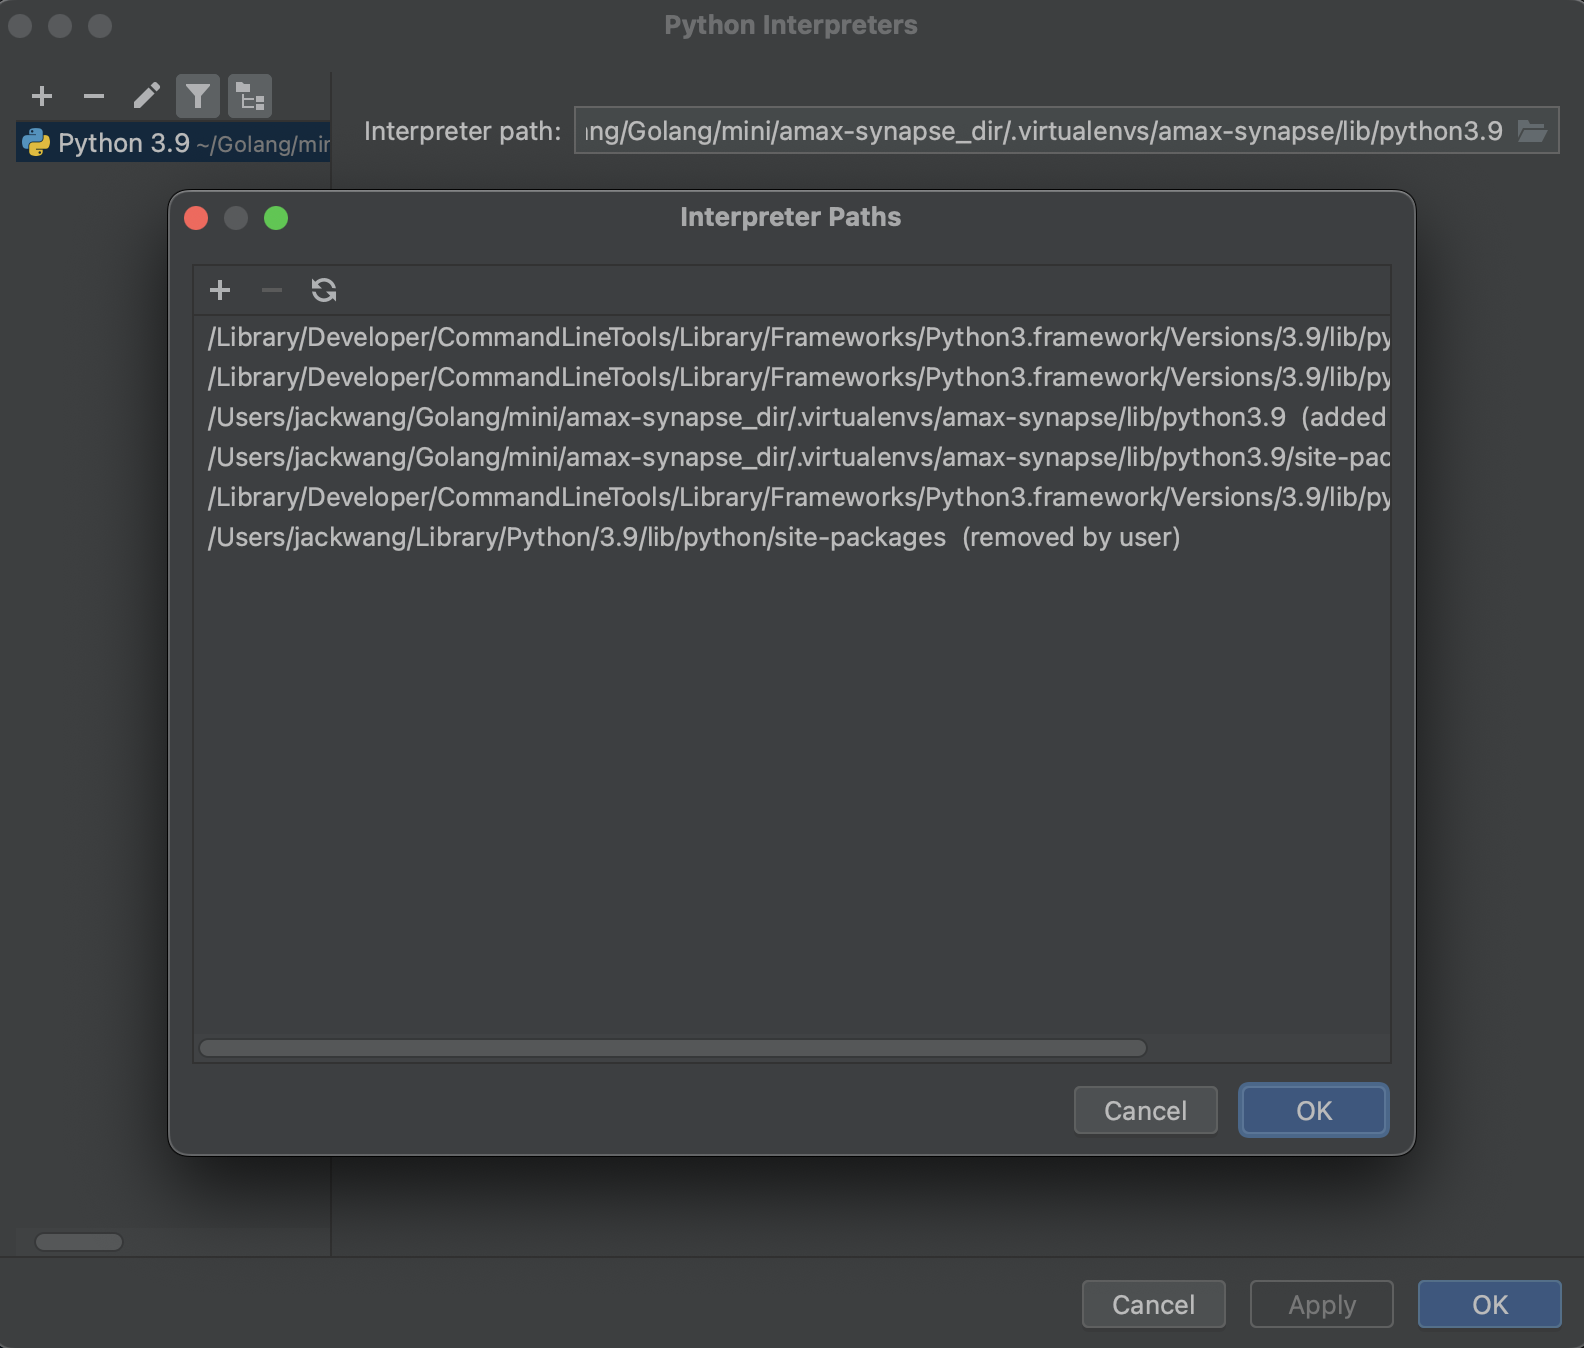 Python Interpreters
Python 3.9 ~/Golang/mir
Interpreter path: ang/Golang/mini/amax-synapse_dir/.virtualenvs/amax-synapse/lib/python3.9
Interpreter Paths
/Library/Developer/CommandLineTools/Library/Frameworks/Python3.framework/Versions/3.9/lib/py
/Library/Developer/CommandLineTools/Library/Frameworks/Python3.framework/Versions/3.9/lib/py
/Users/jackwang/Golang/mini/amax-synapse_dir/.virtualenvs/amax-synapse/lib/python3.9 (added
/Users/jackwang/Golang/mini/amax-synapse_dir/.virtualenvs/amax-synapse/lib/python3.9/site-pac
/Library/Developer/CommandLineTools/Library/Frameworks/Python3.framework/Versions/3.9/lib/py
/Users/jackwang/Library/Python/3.9/lib/python/site-packages (removed by user)
Cancel OK
Cancel Apply OK